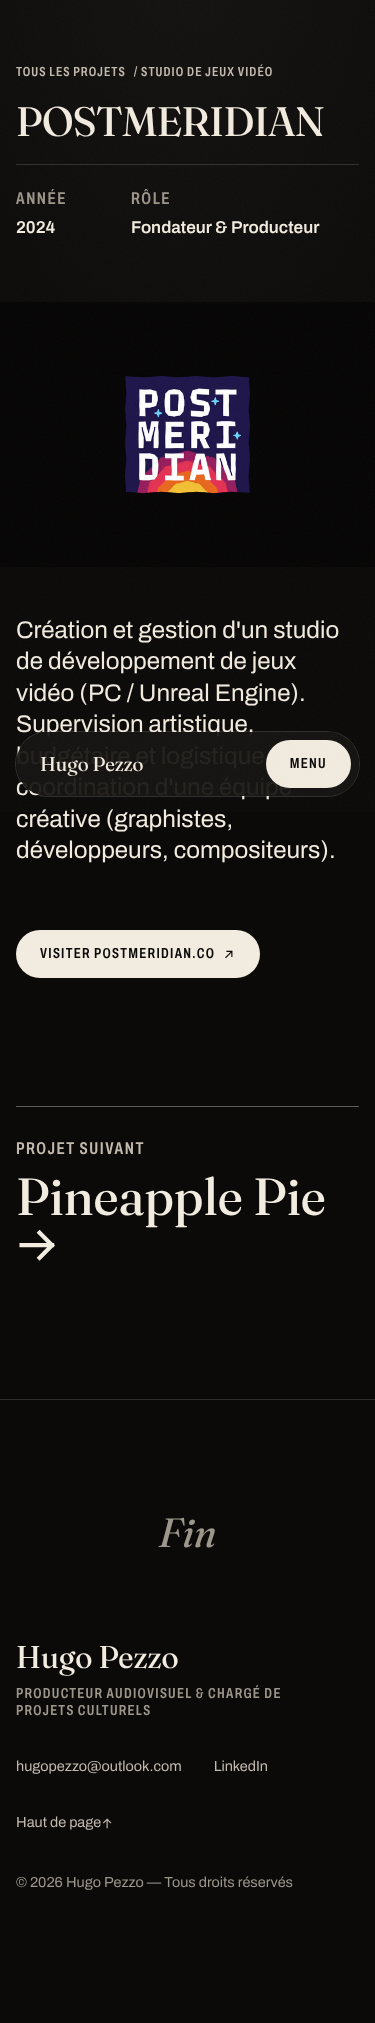 TOUS LES PROJETS / STUDIO DE JEUX VIDÉO
POSTMERIDIAN
ANNÉE RÔLE
2024 Fondateur & Producteur
POST
MERI
DIAN
Création et gestion d'un studio
de développement de jeux
vidéo (PC / Unreal Engine).
Supervision artistique,
budgétaire et logistique
Hugo Pezzo MENU
coordination d'une équipe
créative (graphistes,
développeurs, compositeurs).
VISITER POSTMERIDIAN.CO ↗
PROJET SUIVANT
Pineapple Pie
→
Fin
Hugo Pezzo
PRODUCTEUR AUDIOVISUEL & CHARGÉ DE
PROJETS CULTURELS
hugopezzo@outlook.com LinkedIn
Haut de page↑
© 2026 Hugo Pezzo — Tous droits réservés